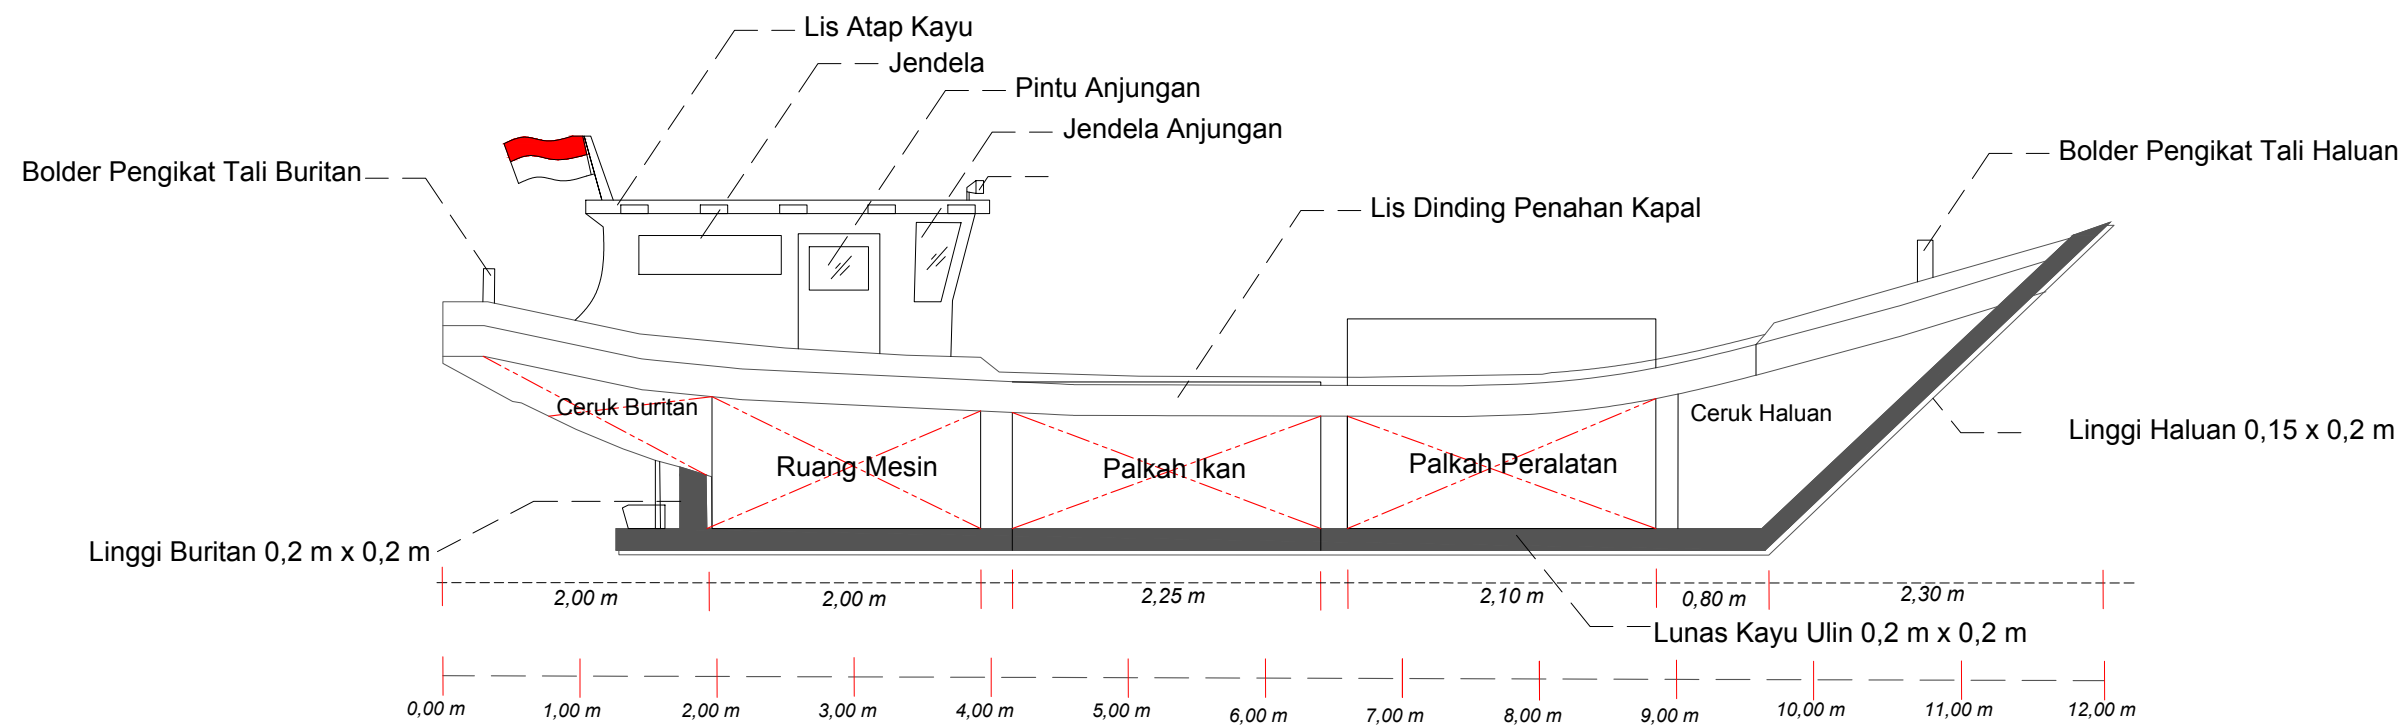 Lis Atap Kayu
Jendela
Pintu Anjungan
Jendela Anjungan
Bolder Pengikat Tali Buritan
Bolder Pengikat Tali Haluan
Lis Dinding Penahan Kapal
Ceruk Buritan
Ceruk Haluan
Linggi Haluan 0,15 x 0,2 m
Ruang Mesin
Palkah Ikan
Palkah Peralatan
Linggi Buritan 0,2 m x 0,2 m
2,00 m
2,00 m
2,25 m
2,10 m
0,80 m
2,30 m
Lunas Kayu Ulin 0,2 m x 0,2 m
0,00 m
1,00 m
2,00 m
3,00 m
4,00 m
5,00 m
6,00 m
7,00 m
8,00 m
9,00 m
10,00 m
11,00 m
12,00 m